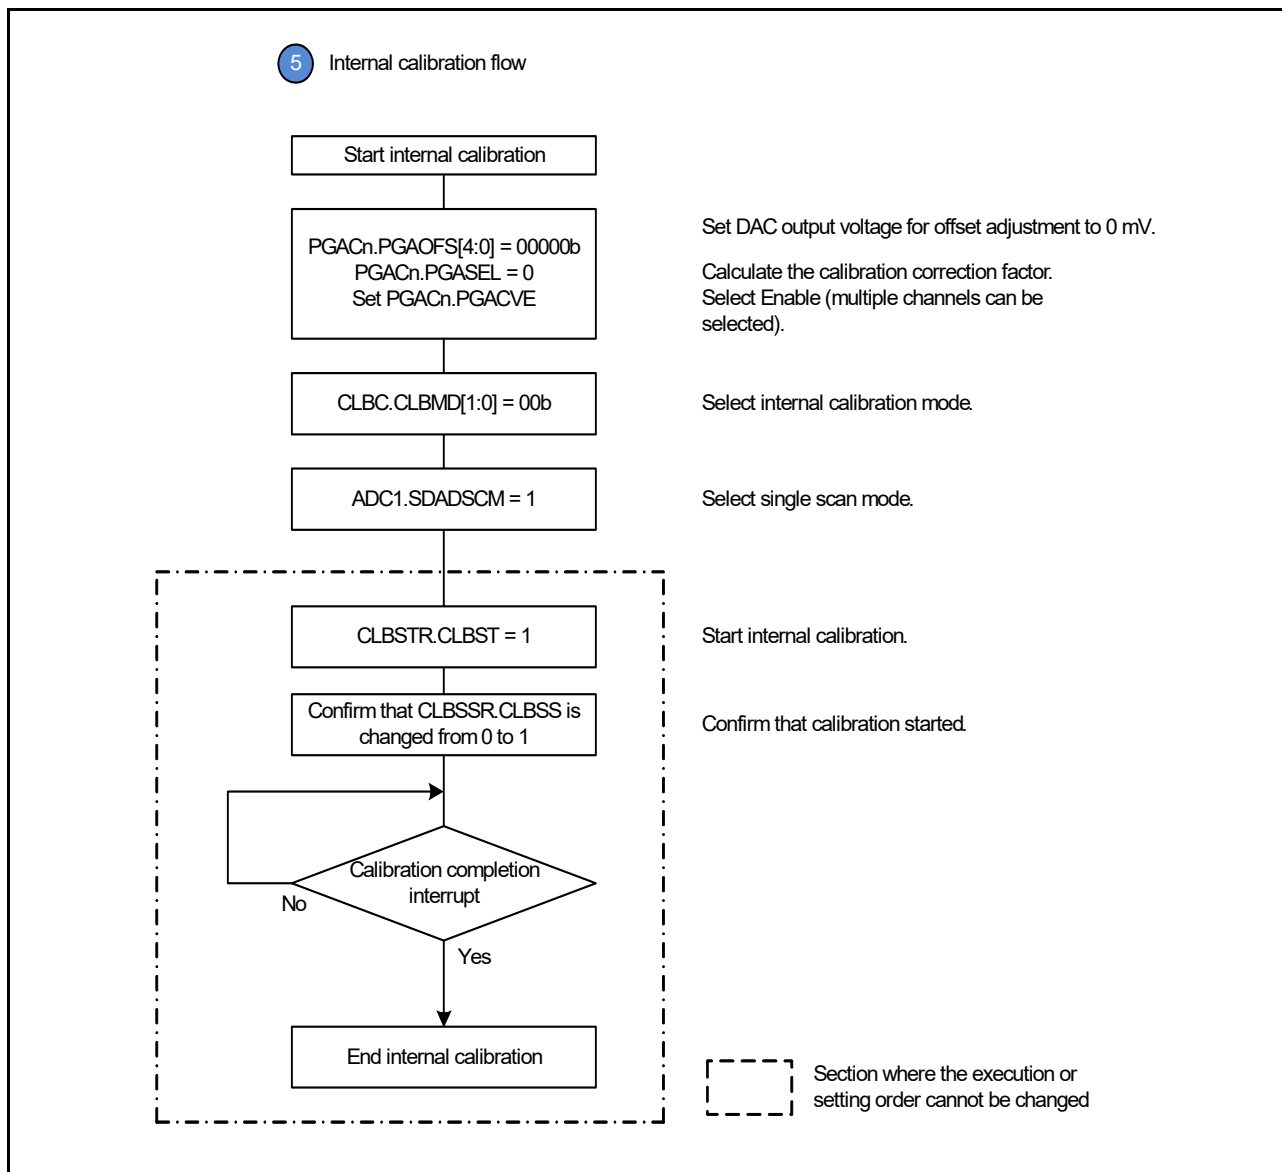 5 Internal calibration flow
Start internal calibration
PGACn.PGAOFS[4:0] = 00000b
PGACn.PGASEL = 0
Set PGACn.PGACVE
Set DAC output voltage for offset adjustment to 0 mV.
Calculate the calibration correction factor.
Select Enable (multiple channels can be
selected).
CLBC.CLBMD[1:0] = 00b
Select internal calibration mode.
ADC1.SDADSCM = 1
Select single scan mode.
CLBSTR.CLBST = 1
Start internal calibration.
Confirm that CLBSSR.CLBSS is
changed from 0 to 1
Confirm that calibration started.
Calibration completion
interrupt
No
Yes
End internal calibration
Section where the execution or
setting order cannot be changed